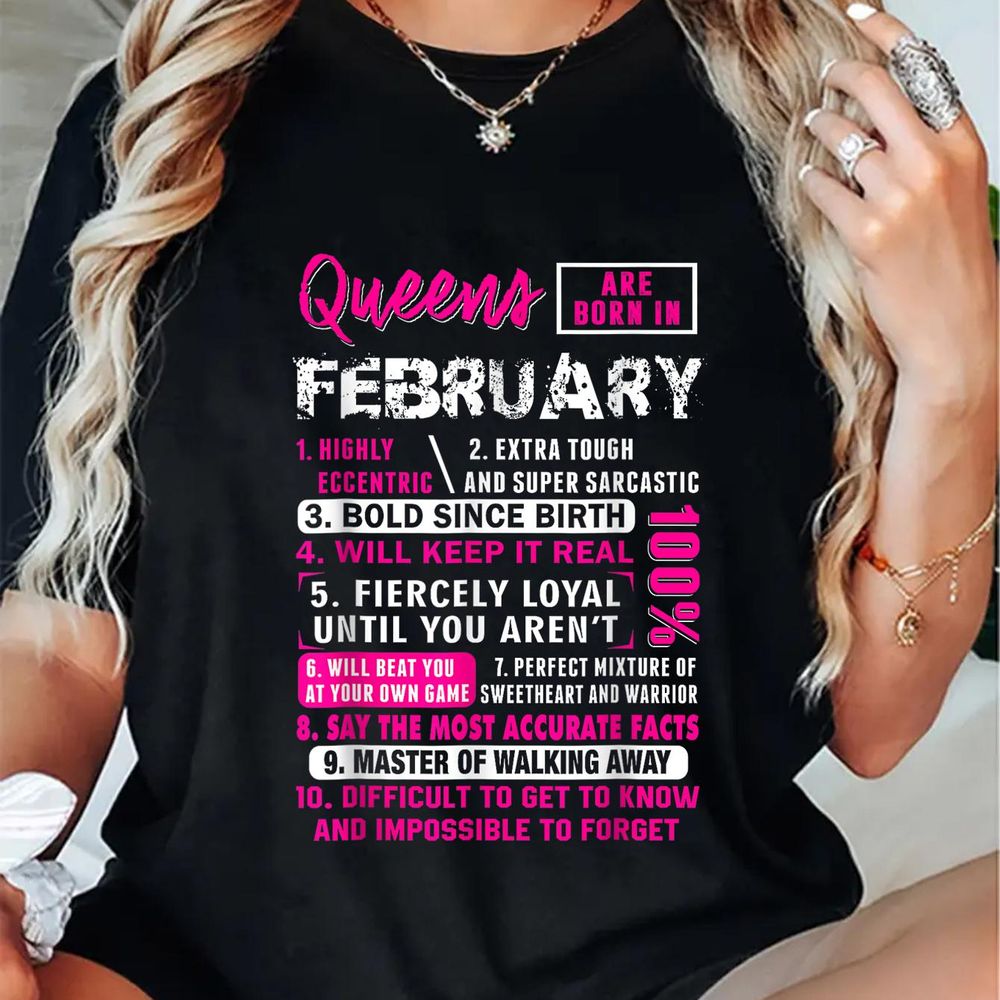 Queens
ARE
BORN IN
FEBRUARY
1. HIGHLY
ECCENTRIC
2. EXTRA TOUGH
AND SUPER SARCASTIC
3. BOLD SINCE BIRTH
4. WILL KEEP IT REAL
100%
5. FIERCELY LOYAL
UNTIL YOU AREN'T
6. WILL BEAT YOU
AT YOUR OWN GAME
7. PERFECT MIXTURE OF
SWEETHEART AND WARRIOR
8. SAY THE MOST ACCURATE FACTS
9. MASTER OF WALKING AWAY
10. DIFFICULT TO GET TO KNOW
AND IMPOSSIBLE TO FORGET